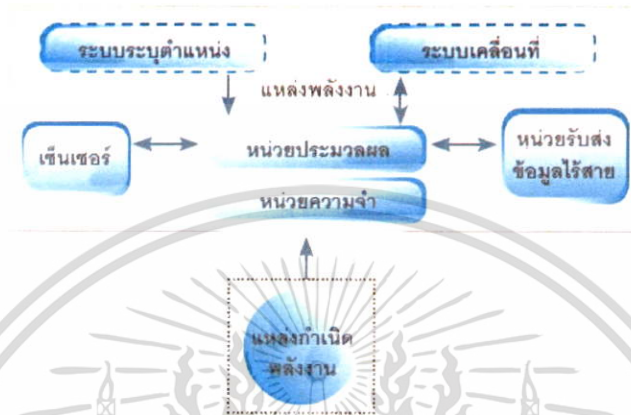 ระบบระบุตำแหน่ง ระบบเคลื่อนที่
แหล่งพลังงาน
เซ็นเซอร์ หน่วยประมวลผล หน่วยรับส่ง
ข้อมูลไร้สาย
หน่วยความจำ
แหล่งกำเนิด
พลังงาน